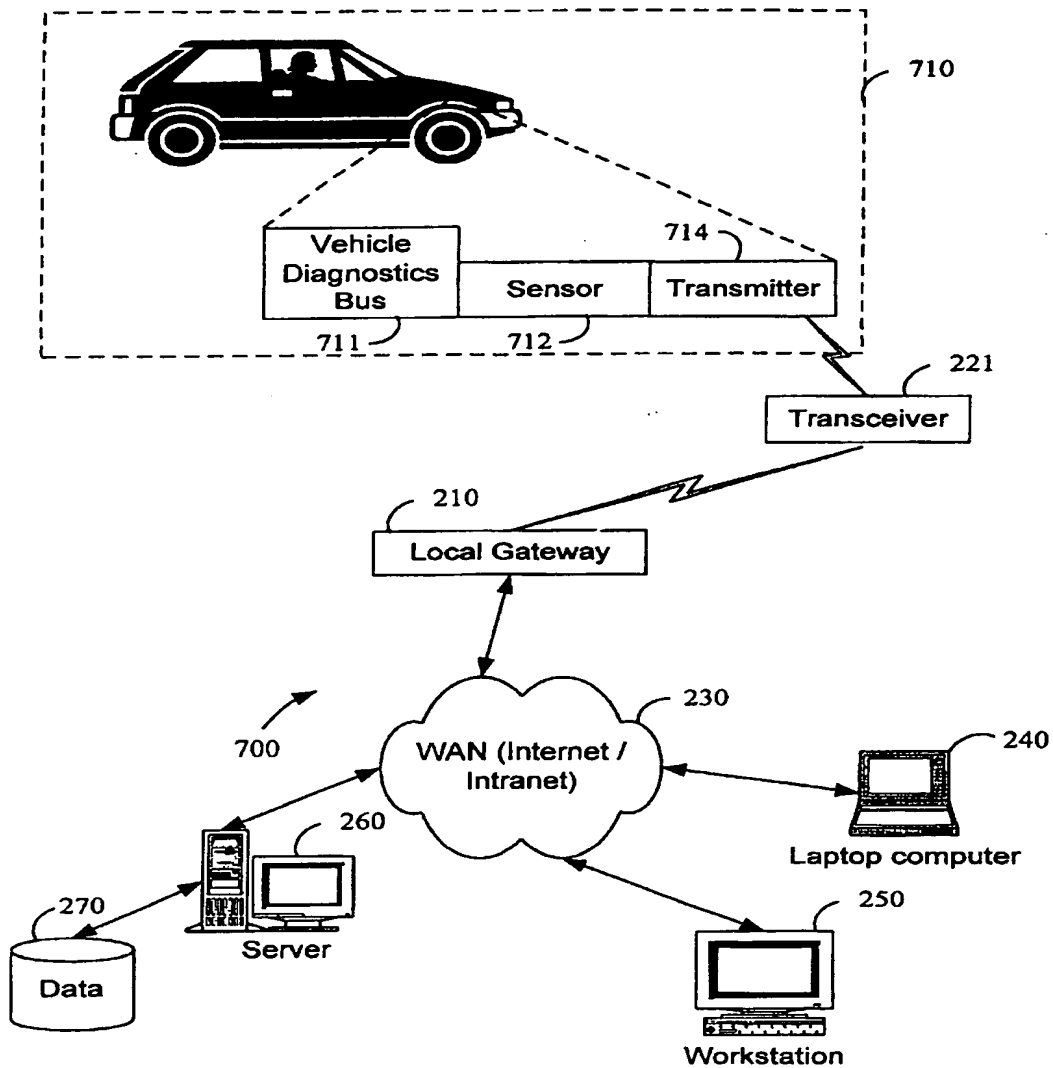 710
714
Vehicle
Diagnostics
Bus
Sensor
Transmitter
711
712
221
Transceiver
210
Local Gateway
230
700
WAN (Internet /
Intranet)
240
Laptop computer
260
270
Server
250
Data
Workstation